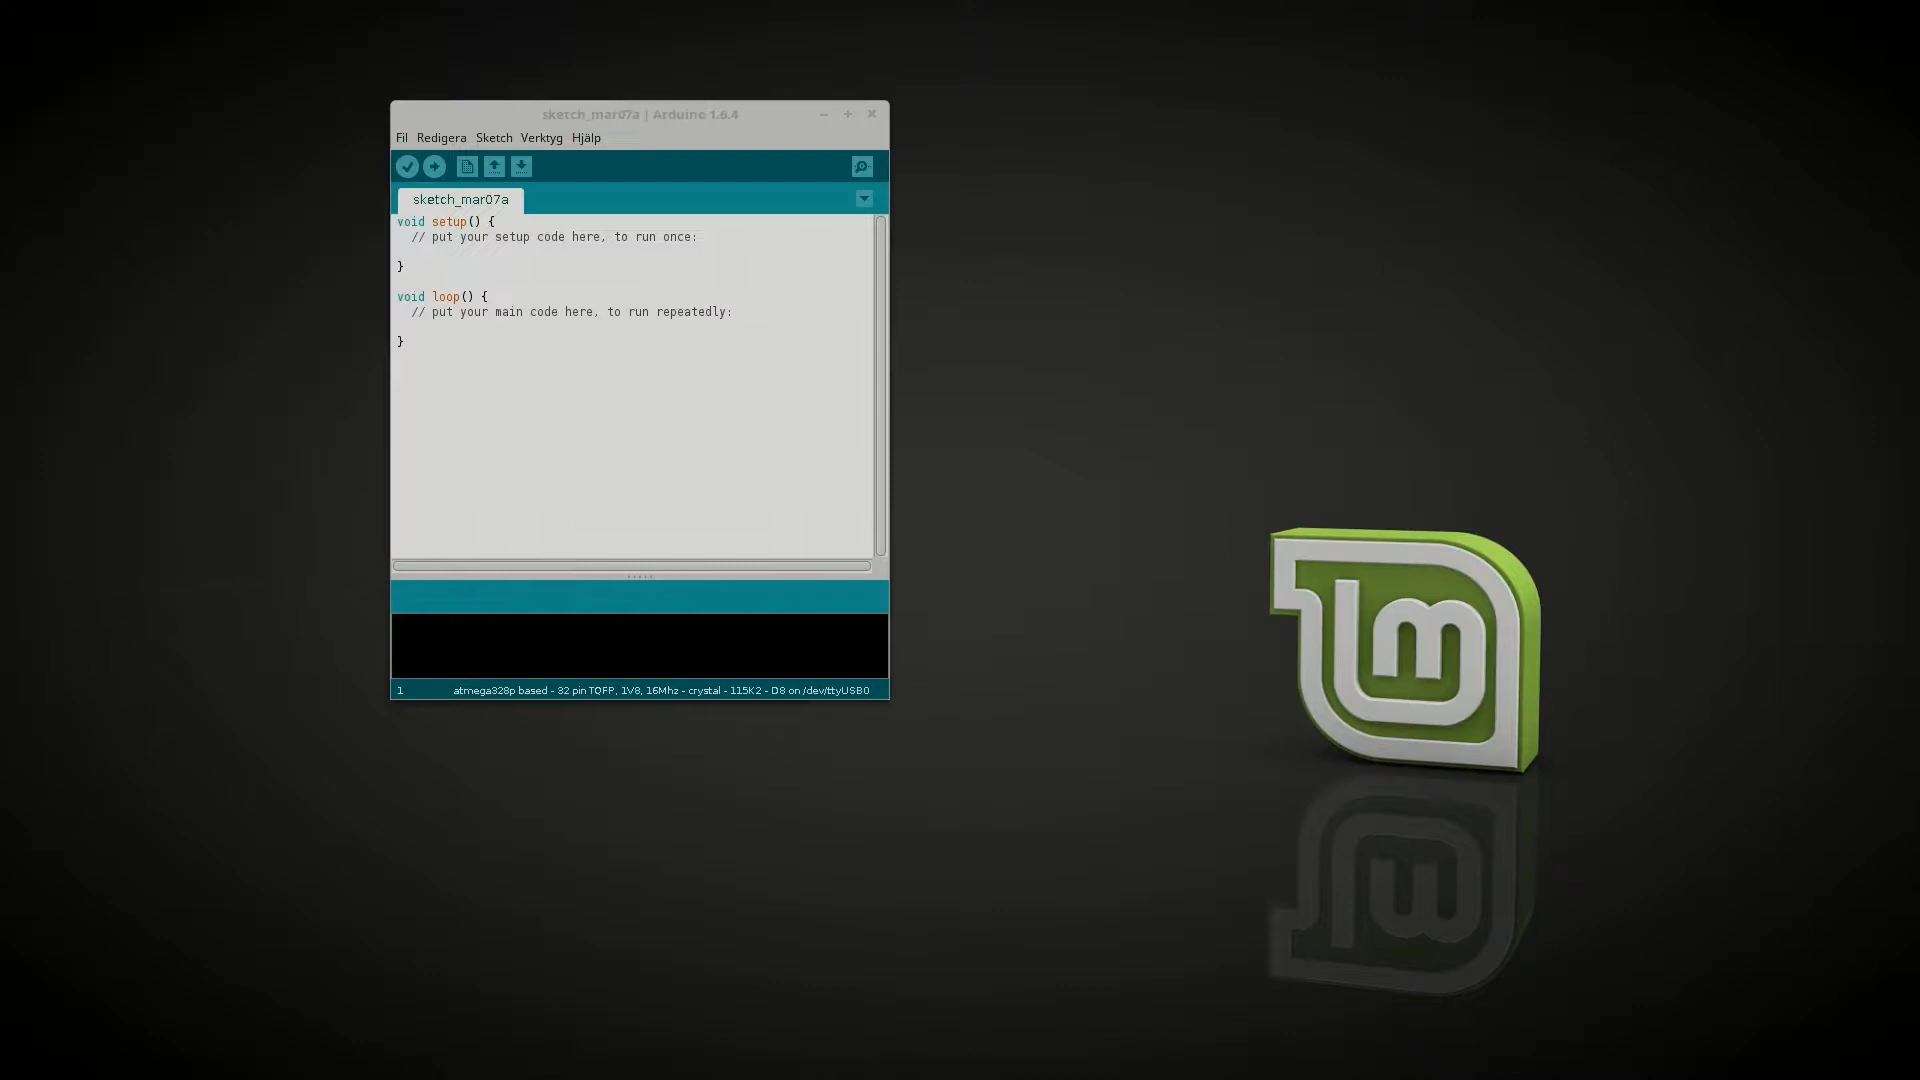 sketch_mar07a | Arduino 1.6.4
Fil Redigera Sketch Verktyg Hjälp
sketch_mar07a
void setup() {
  // put your setup code here, to run once:
}
void loop() {
  // put your main code here, to run repeatedly:
}
1 atmega328p based - 32 pin TQFP, 1V8, 16Mhz - crystal - 115K2 - D8 on /dev/ttyUSB0